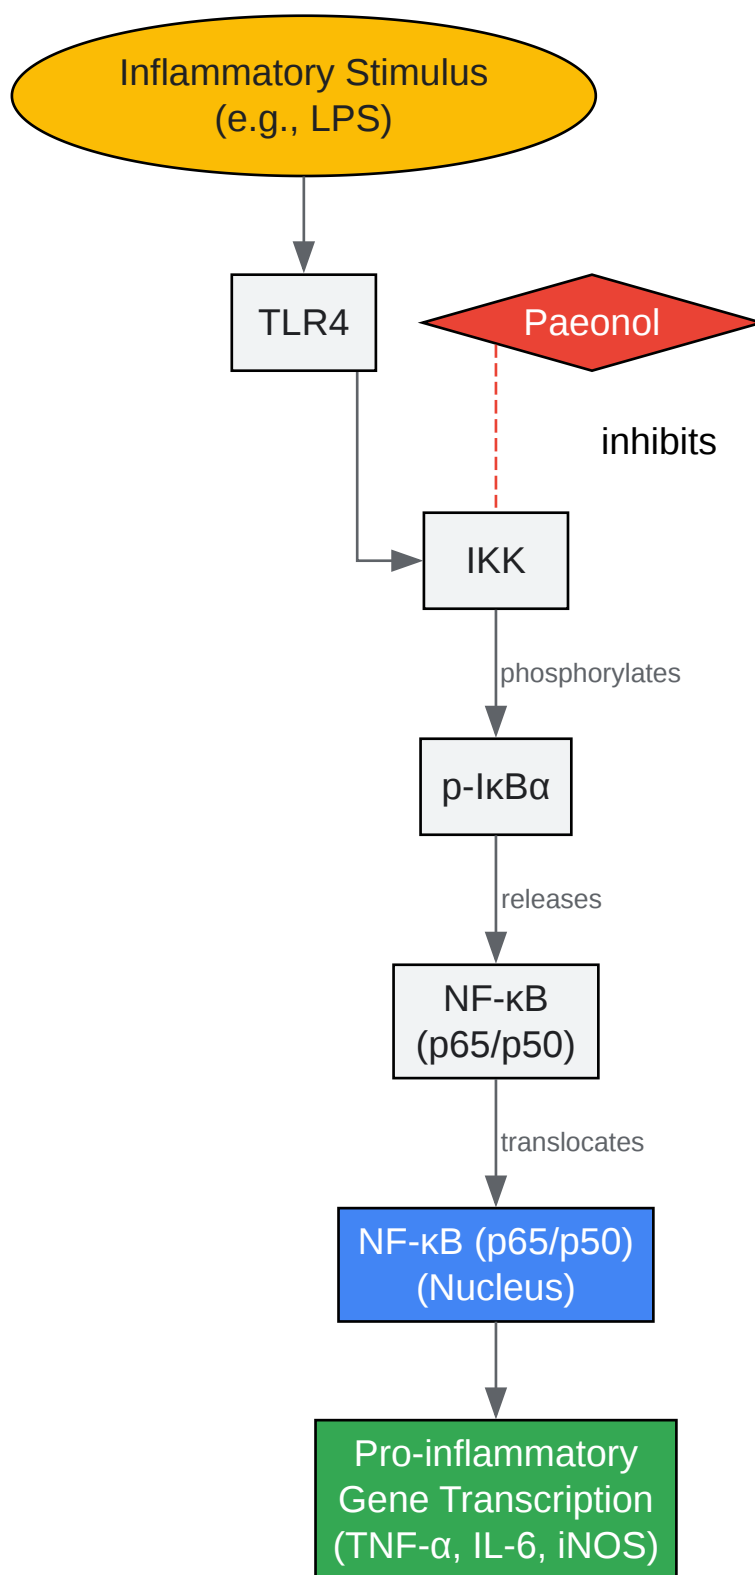 Inflammatory Stimulus
(e.g., LPS)
TLR4
Paeonol
inhibits
IKK
phosphorylates
p-IκBα
releases
NF-κB
(p65/p50)
translocates
NF-κB (p65/p50)
(Nucleus)
Pro-inflammatory
Gene Transcription
(TNF-α, IL-6, iNOS)